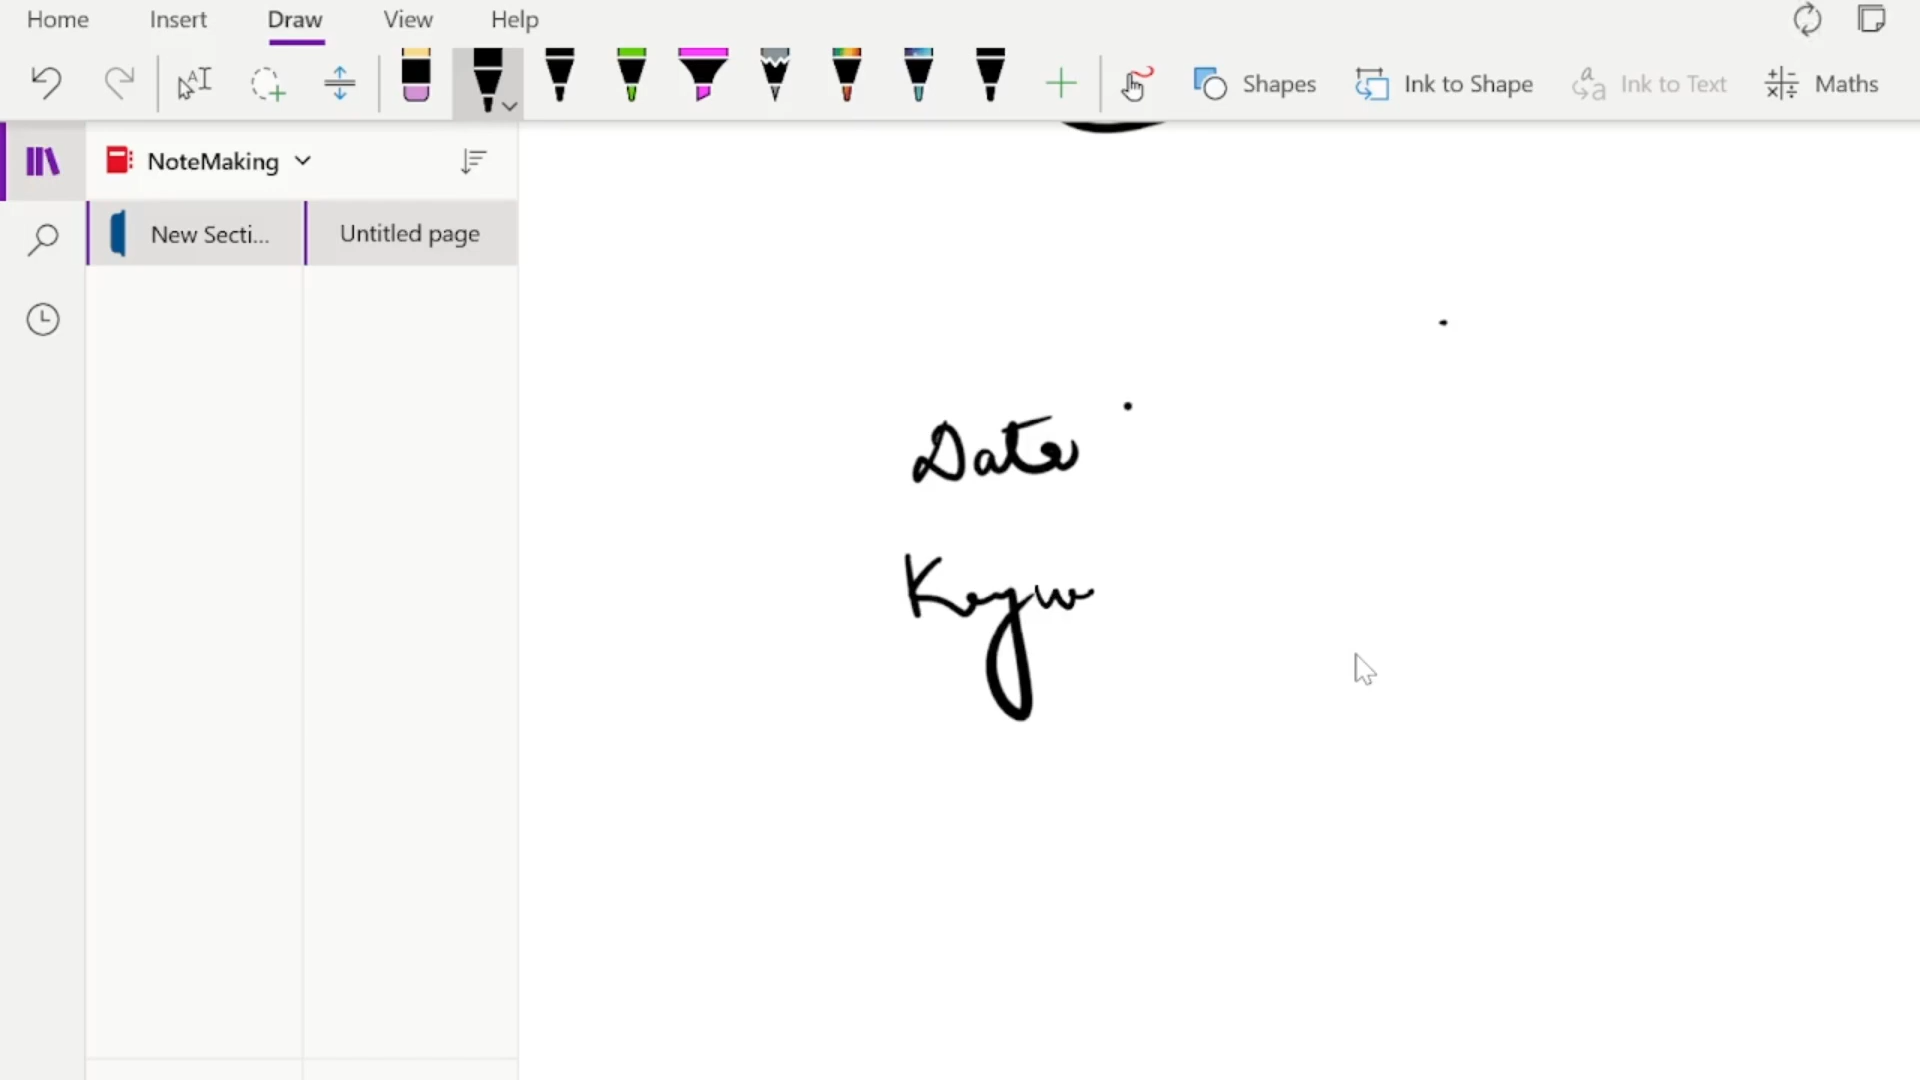 Home Insert Draw View Help
Shapes Ink to Shape Ink to Text Maths
NoteMaking
New Secti... Untitled page
Date
Keyw